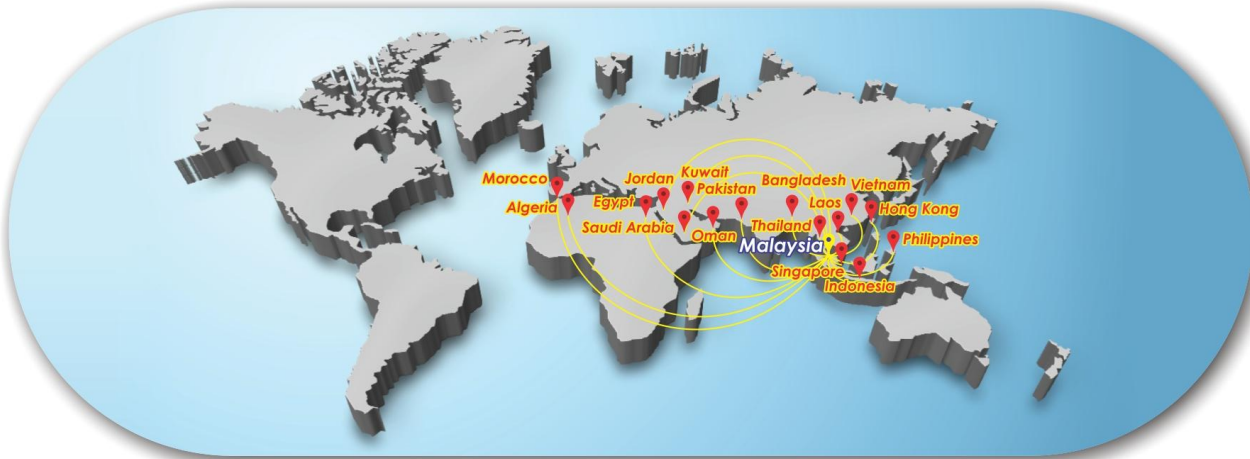 Morocco
Algeria
Egypt
Jordan
Kuwait
Saudi Arabia
Oman
Pakistan
Bangladesh
Vietnam
Laos
Thailand
Hong Kong
Malaysia
Philippines
Singapore
Indonesia